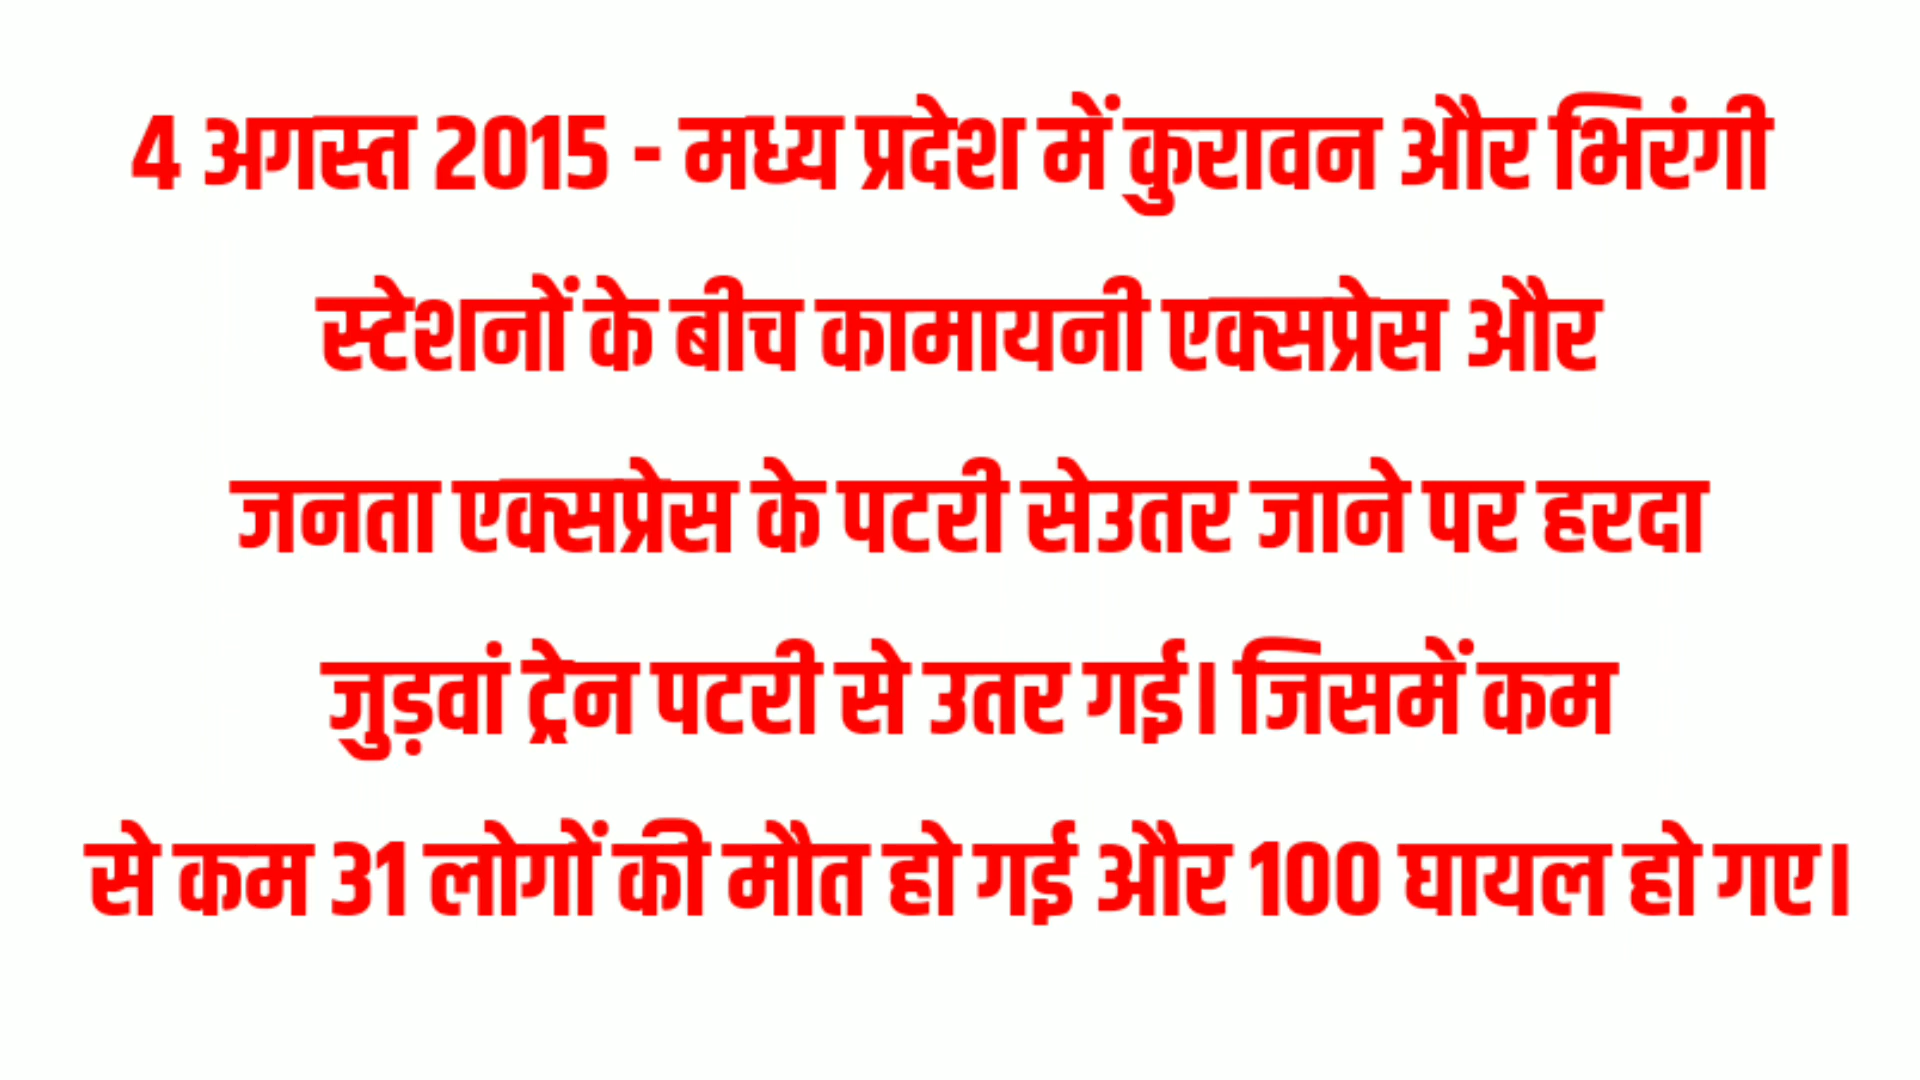 4 अगस्त 2015 - मध्य प्रदेश में कुरावन और भिरंगी
स्टेशनों के बीच कामायनी एक्सप्रेस और
जनता एक्सप्रेस के पटरी सेउतर जाने पर हरदा
जुड़वां ट्रेन पटरी से उतर गई। जिसमें कम
से कम 31 लोगों की मौत हो गई और 100 घायल हो गए।